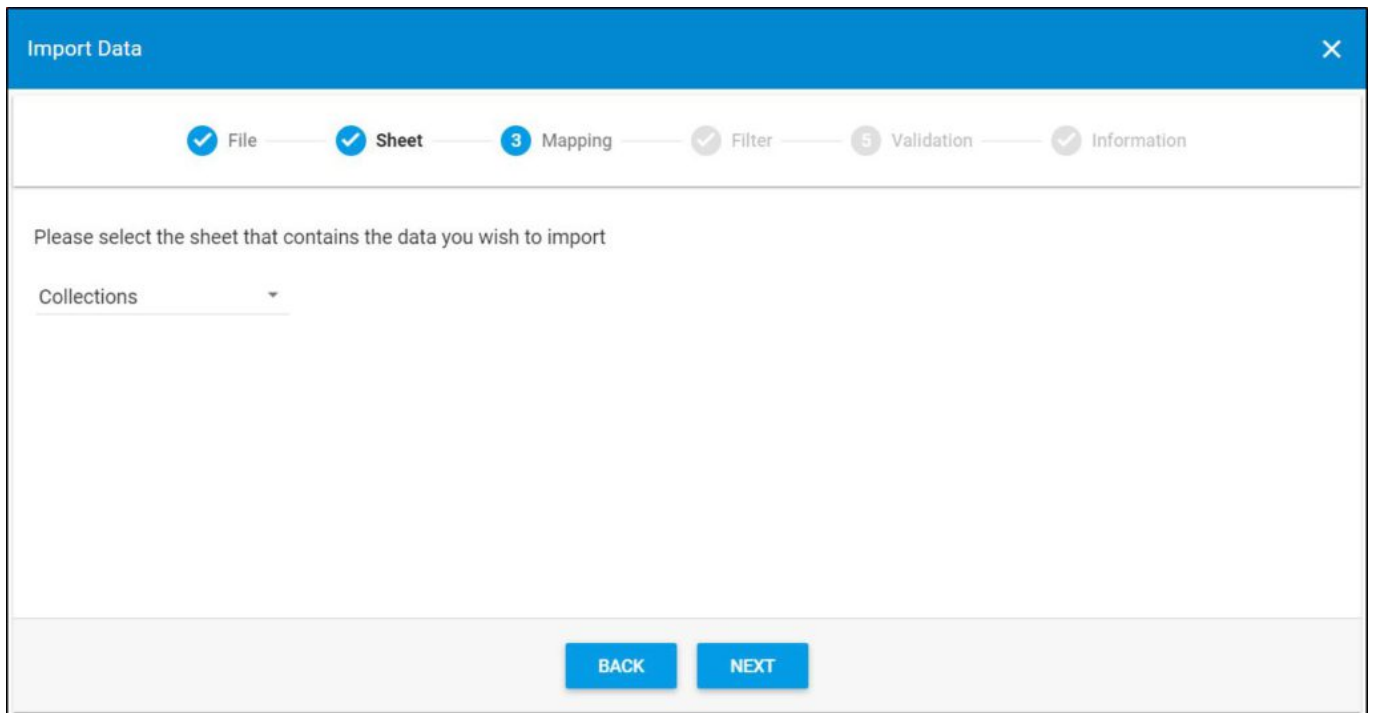 Import Data
File Sheet 3 Mapping Filter 5 Validation Information
Please select the sheet that contains the data you wish to import
Collections
BACK NEXT